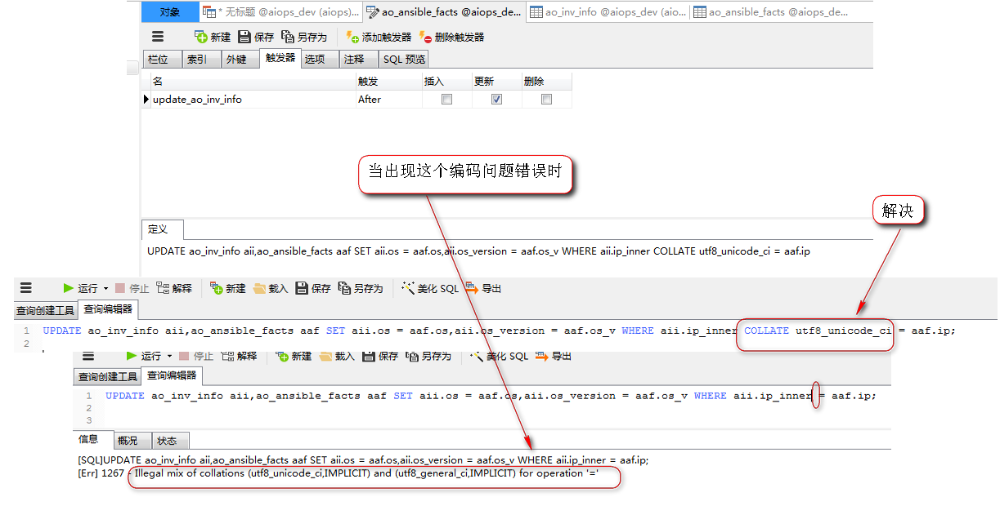 对象 * 无标题 @aiops_dev (aiops)... ao_ansible_facts @aiops_de... ao_inv_info @aiops_dev (aio... ao_ansible_facts @aiops_de...
新建 保存 另存为 添加触发器 删除触发器
栏位 索引 外键 触发器 选项 注释 SQL 预览
名 触发 插入 更新 删除
update_ao_inv_info After
当出现这个编码问题错误时
解决
定义
UPDATE ao_inv_info aii,ao_ansible_facts aaf SET aii.os = aaf.os,aii.os_version = aaf.os_v WHERE aii.ip_inner COLLATE utf8_unicode_ci = aaf.ip
运行 停止 解释 新建 载入 保存 另存为 美化 SQL 导出
查询创建工具 查询编辑器
1 UPDATE ao_inv_info aii,ao_ansible_facts aaf SET aii.os = aaf.os,aii.os_version = aaf.os_v WHERE aii.ip_inner COLLATE utf8_unicode_ci = aaf.ip;
2
运行 停止 解释 新建 载入 保存 另存为 美化 SQL 导出
查询创建工具 查询编辑器
1 UPDATE ao_inv_info aii,ao_ansible_facts aaf SET aii.os = aaf.os,aii.os_version = aaf.os_v WHERE aii.ip_inner = aaf.ip;
2
3
信息 概况 状态
[SQL]UPDATE ao_inv_info aii,ao_ansible_facts aaf SET aii.os = aaf.os,aii.os_version = aaf.os_v WHERE aii.ip_inner = aaf.ip;
[Err] 1267 - Illegal mix of collations (utf8_unicode_ci,IMPLICIT) and (utf8_general_ci,IMPLICIT) for operation '='